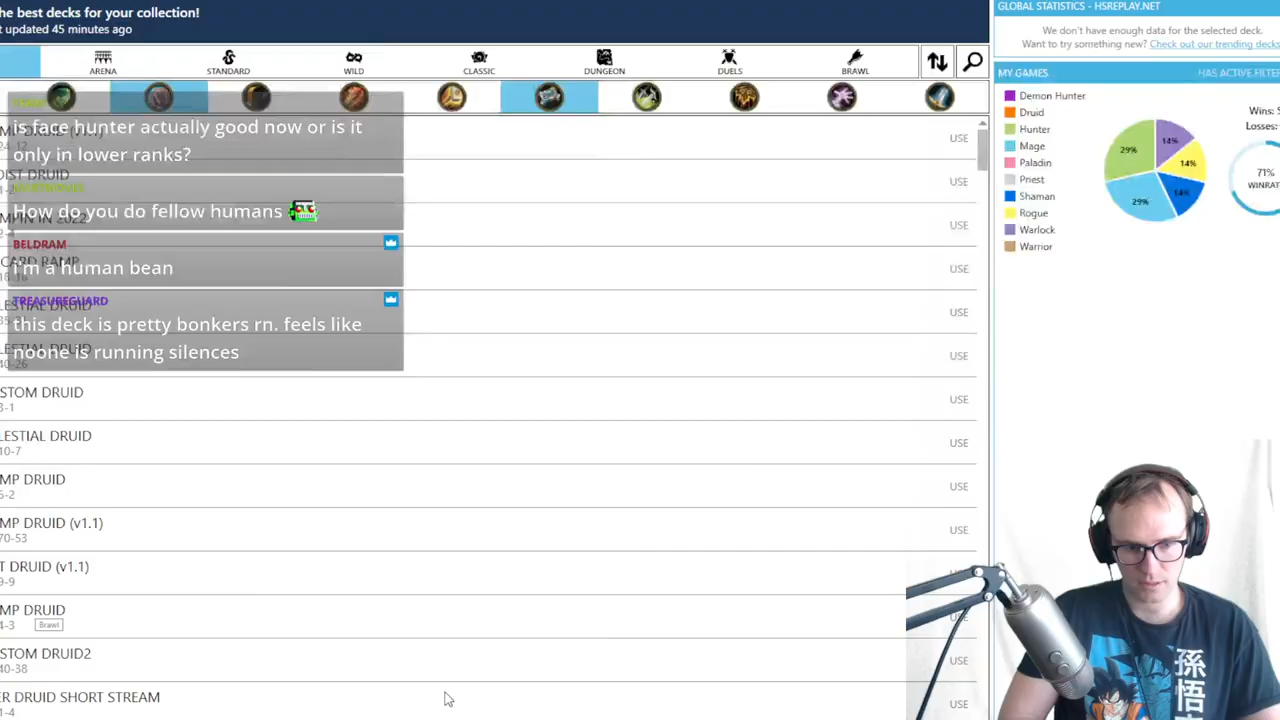 he best decks for your collection!
t updated 45 minutes ago
ARENA
STANDARD
WILD
CLASSIC
DUNGEON
DUELS
BRAWL
is face hunter actually good now or is it
only in lower ranks?
How do you do fellow humans
BELDRAM
i'm a human bean
TREASUREGUARD
this deck is pretty bonkers rn. feels like
noone is running silences
USE
USE
USE
USE
USE
USE
STOM DRUID
3-1
USE
LESTIAL DRUID
10-7
USE
MP DRUID
6-2
USE
MP DRUID (v1.1)
70-53
USE
T DRUID (v1.1)
9-9
MP DRUID
4-3
Brawl
STOM DRUID2
40-38
USE
ER DRUID SHORT STREAM
1-4
USE
GLOBAL STATISTICS - HSREPLAY.NET
We don't have enough data for the selected deck.
Want to try something new? Check out our trending decks
MY GAMES
HAS ACTIVE FILTER
Demon Hunter
Druid
Hunter
Mage
Paladin
Priest
Shaman
Rogue
Warlock
Warrior
29%
14%
14%
14%
29%
Wins: 5
Losses:
71%
WINRAT
孫
悟